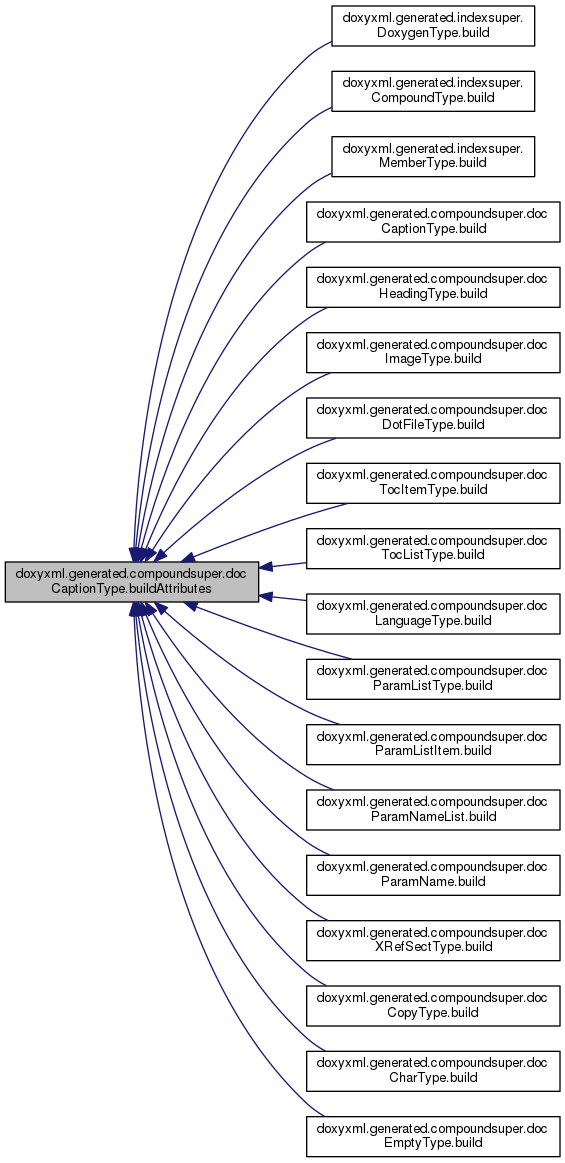 doxyxml.generated.indexsuper.
DoxygenType.build
doxyxml.generated.indexsuper.
CompoundType.build
doxyxml.generated.indexsuper.
MemberType.build
doxyxml.generated.compoundsuper.doc
CaptionType.build
doxyxml.generated.compoundsuper.doc
HeadingType.build
doxyxml.generated.compoundsuper.doc
ImageType.build
doxyxml.generated.compoundsuper.doc
DotFileType.build
doxyxml.generated.compoundsuper.doc
TocItemType.build
doxyxml.generated.compoundsuper.doc
TocListType.build
doxyxml.generated.compoundsuper.doc
CaptionType.buildAttributes
doxyxml.generated.compoundsuper.doc
LanguageType.build
doxyxml.generated.compoundsuper.doc
ParamListType.build
doxyxml.generated.compoundsuper.doc
ParamListItem.build
doxyxml.generated.compoundsuper.doc
ParamNameList.build
doxyxml.generated.compoundsuper.doc
ParamName.build
doxyxml.generated.compoundsuper.doc
XRefSectType.build
doxyxml.generated.compoundsuper.doc
CopyType.build
doxyxml.generated.compoundsuper.doc
CharType.build
doxyxml.generated.compoundsuper.doc
EmptyType.build